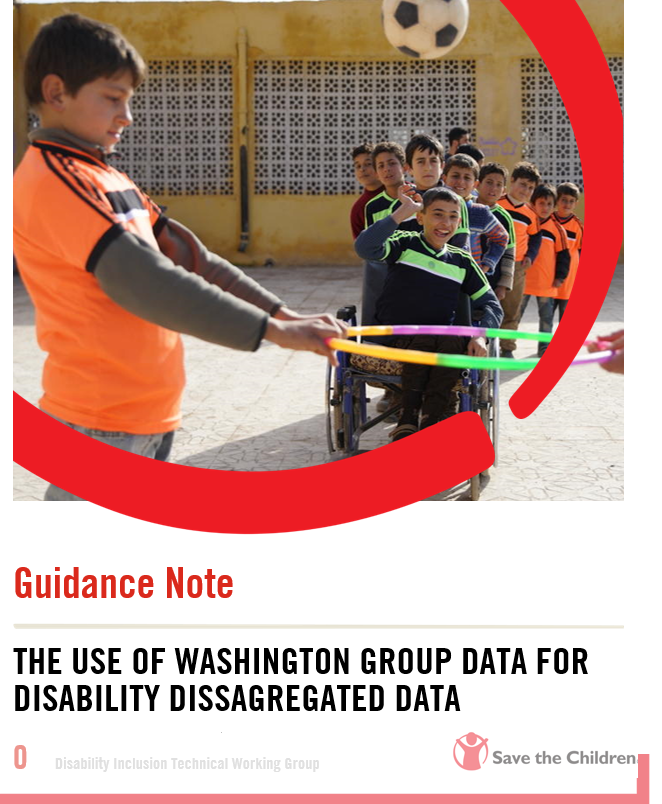 Guidance Note
THE USE OF WASHINGTON GROUP DATA FOR
DISABILITY DISSAGREGATED DATA
0 Disability Inclusion Technical Working Group
Save the Children